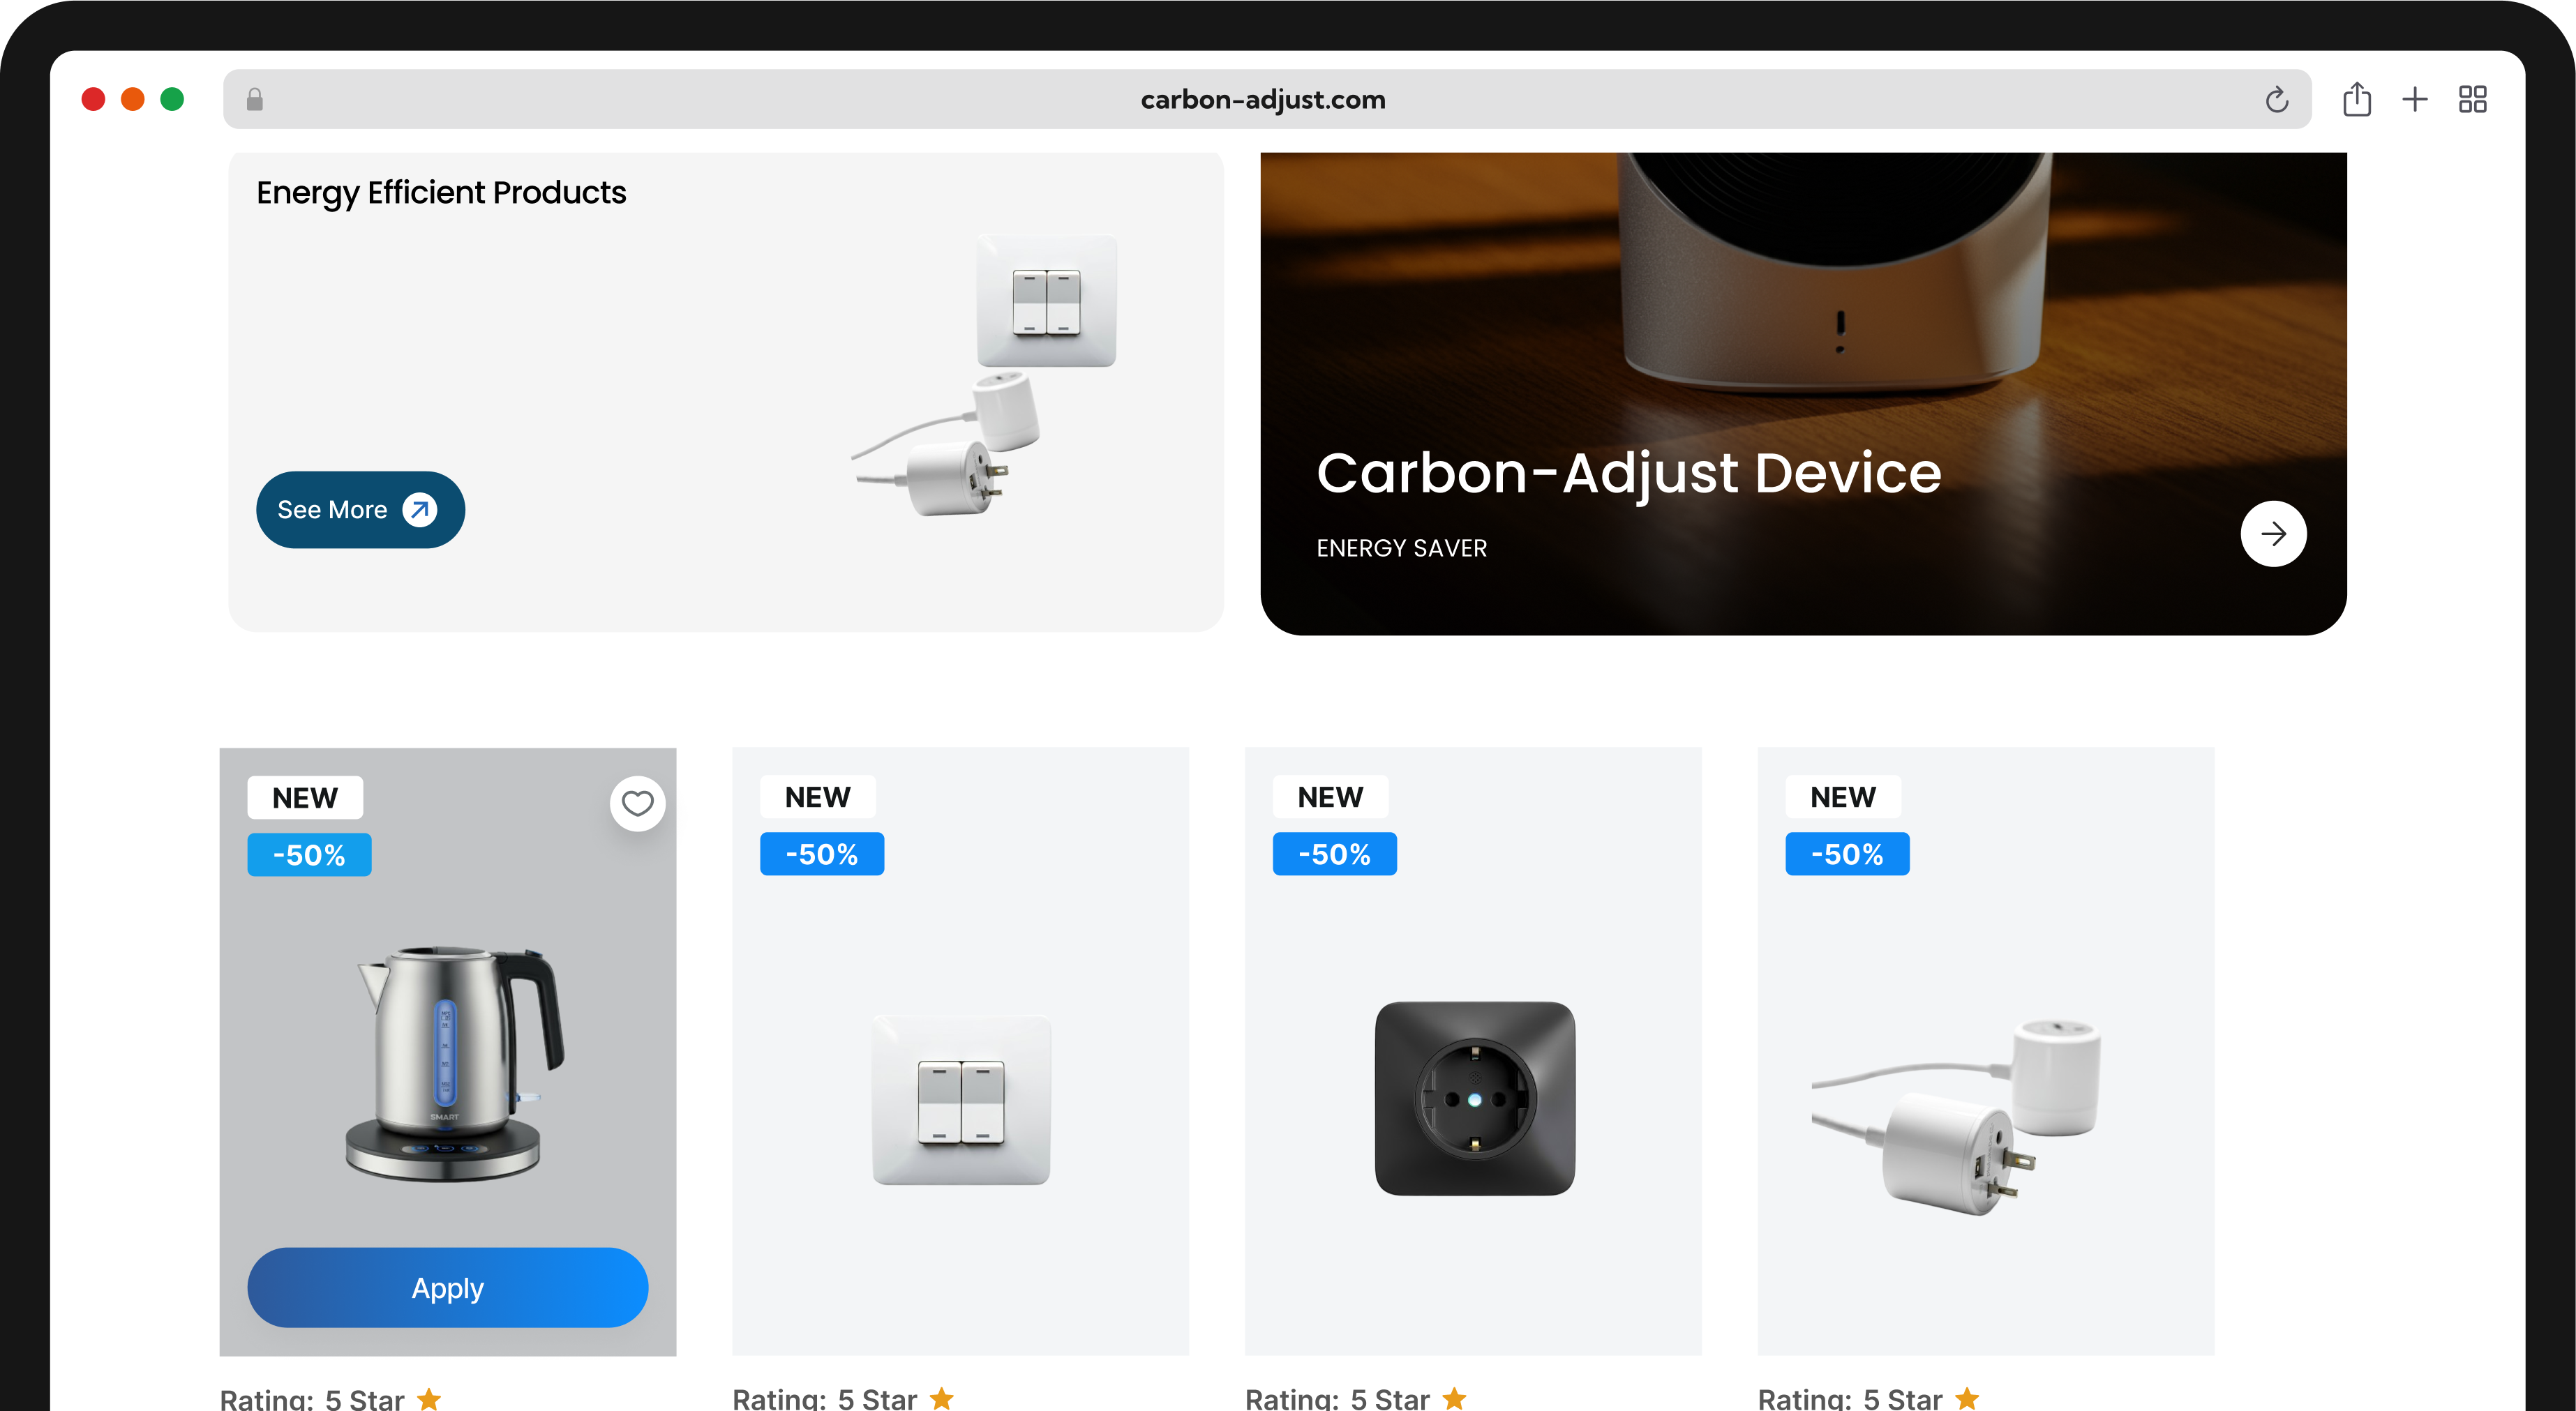 carbon-adjust.com
Energy Efficient Products
See More
Carbon-Adjust Device
ENERGY SAVER
NEW
-50%
SMART
Apply
Rating: 5 Star
NEW
-50%
Rating: 5 Star
NEW
-50%
Rating: 5 Star
NEW
-50%
Rating: 5 Star